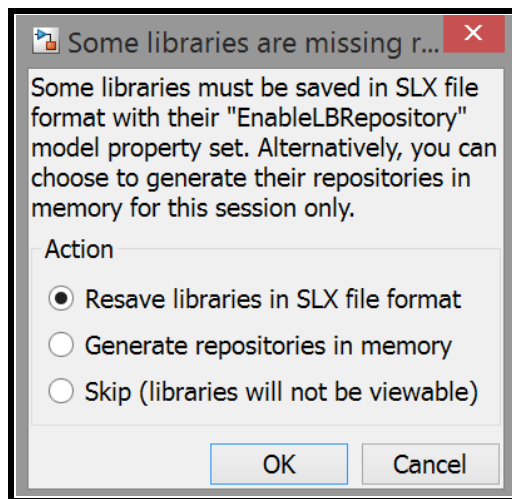 Some libraries are missing r...
Some libraries must be saved in SLX file
format with their "EnableLBRepository"
model property set. Alternatively, you can
choose to generate their repositories in
memory for this session only.
Action
Resave libraries in SLX file format
Generate repositories in memory
Skip (libraries will not be viewable)
OK Cancel